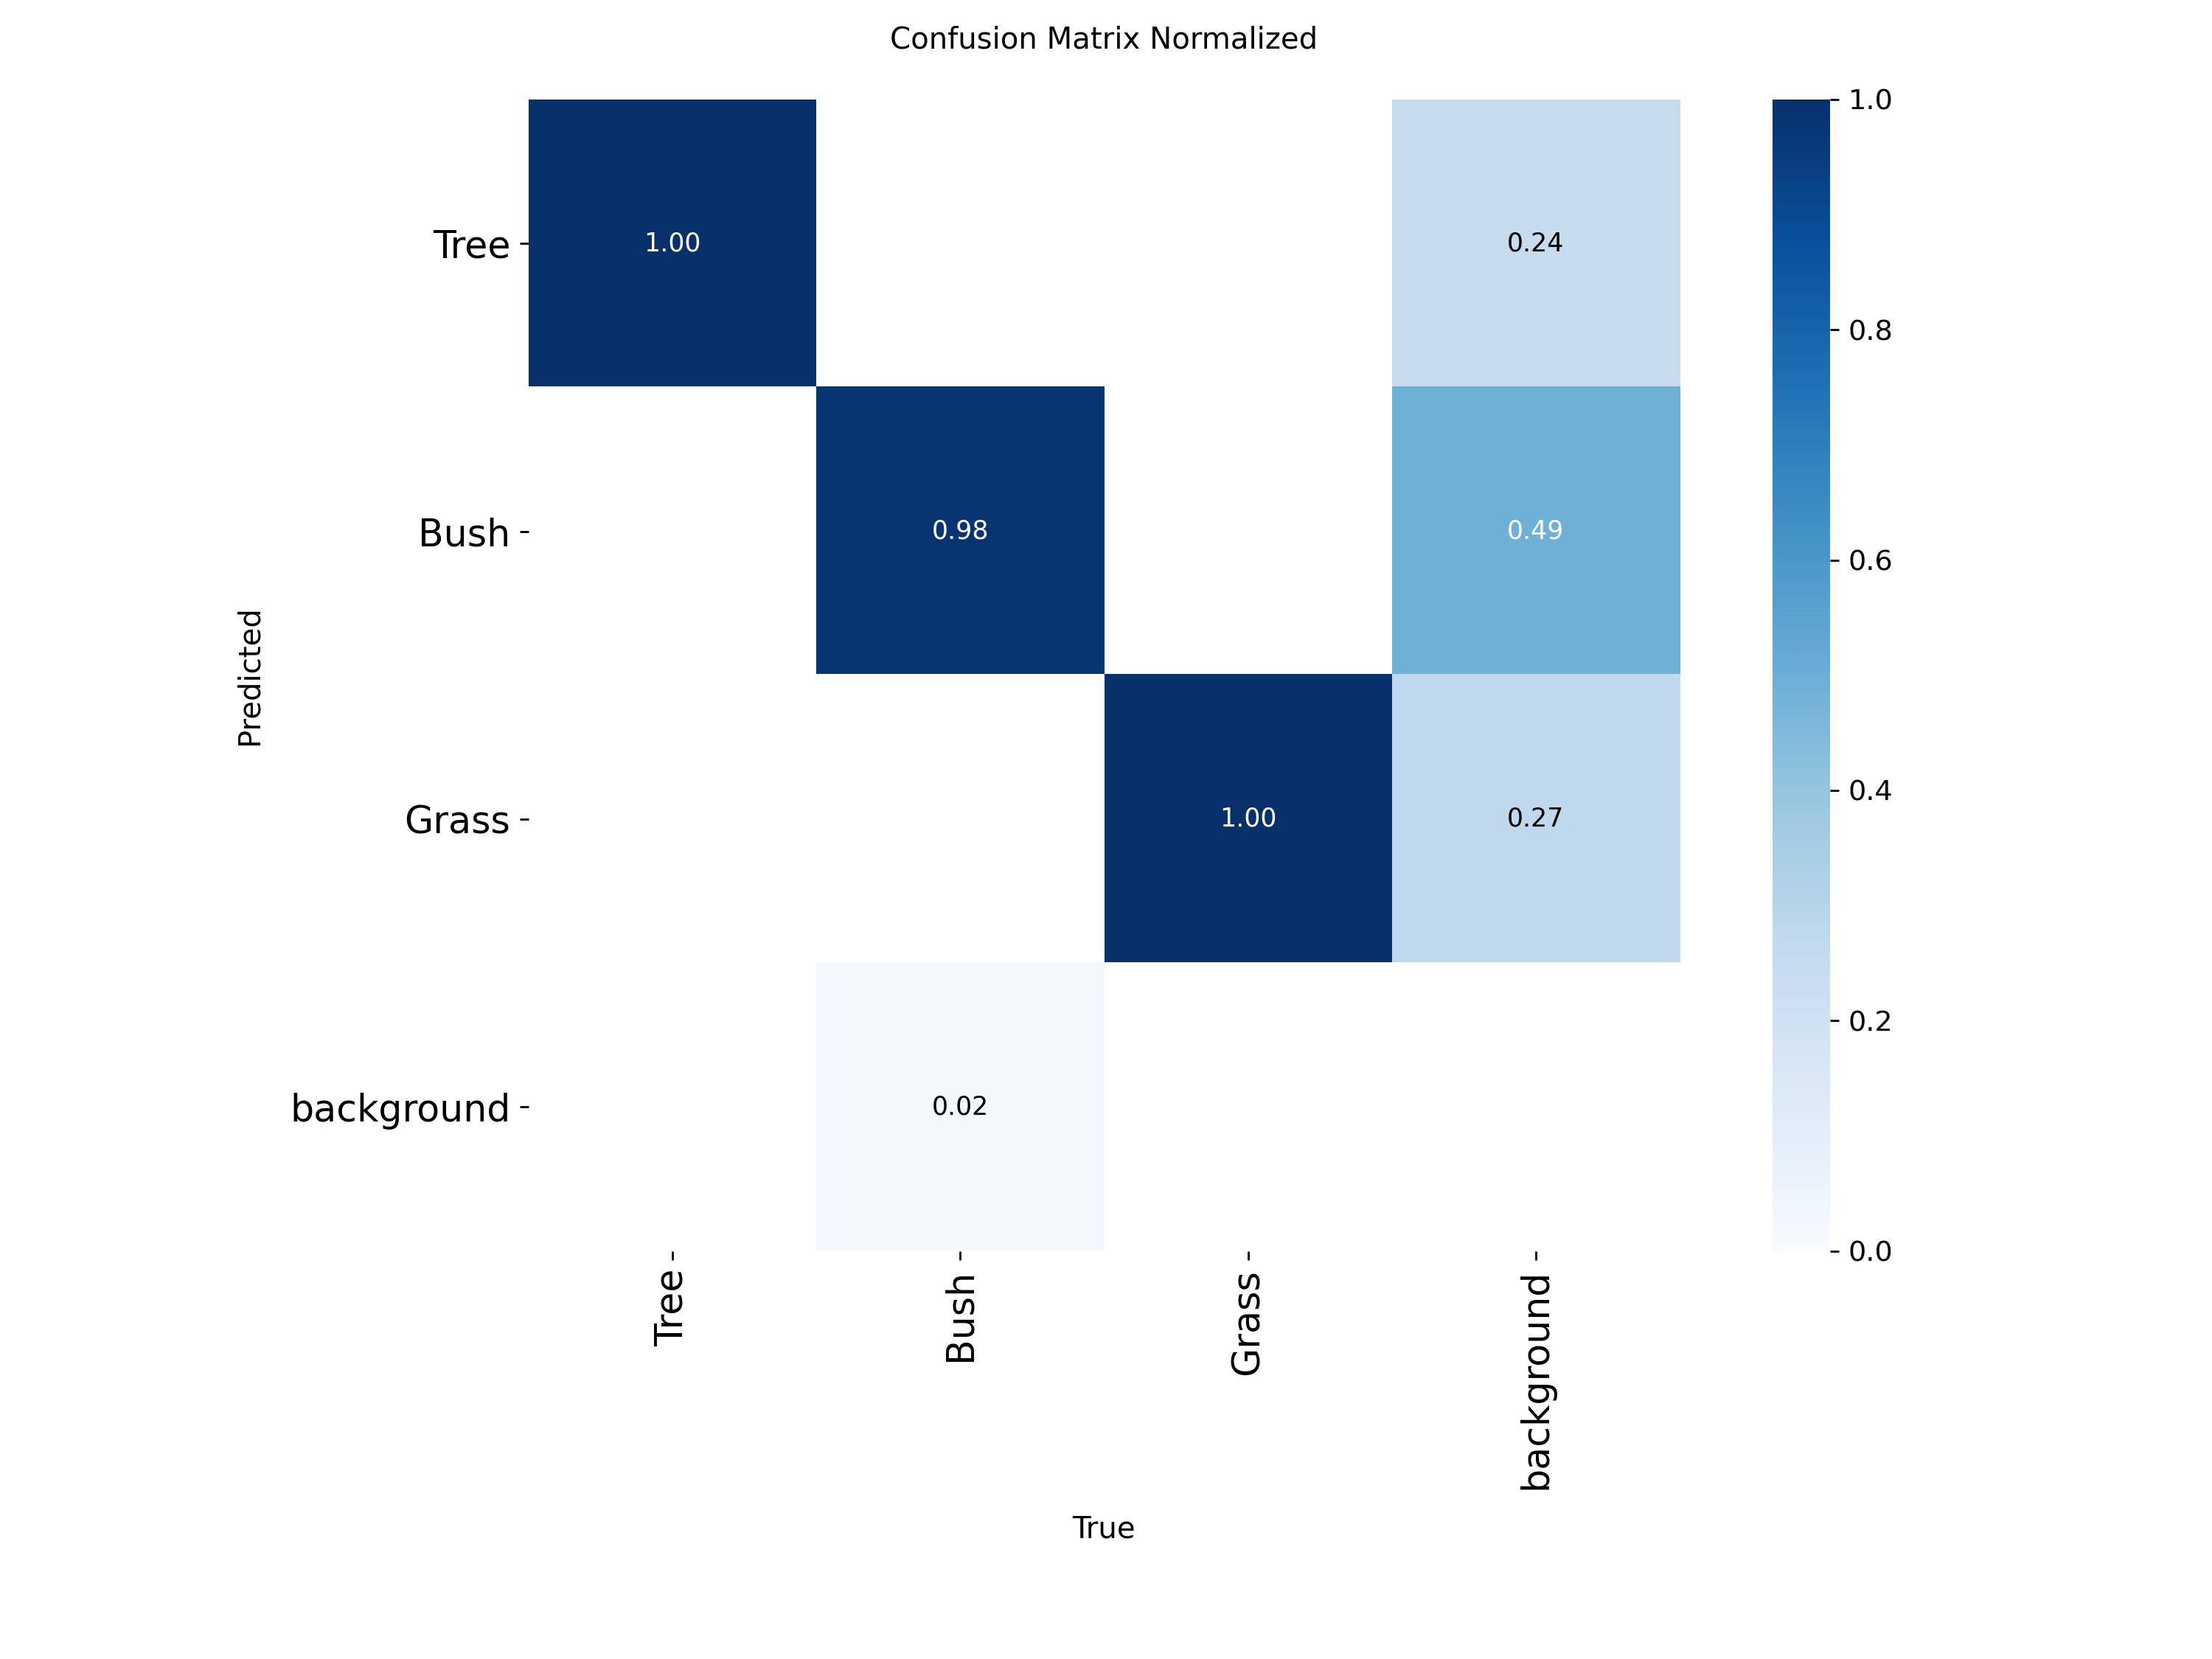 Confusion Matrix Normalized
1.0
Tree
1.00
0.24
0.8
Bush
0.98
0.49
0.6
Predicted
0.4
Grass
1.00
0.27
0.2
background
0.02
0.0
Tree
Bush
Grass
background
True